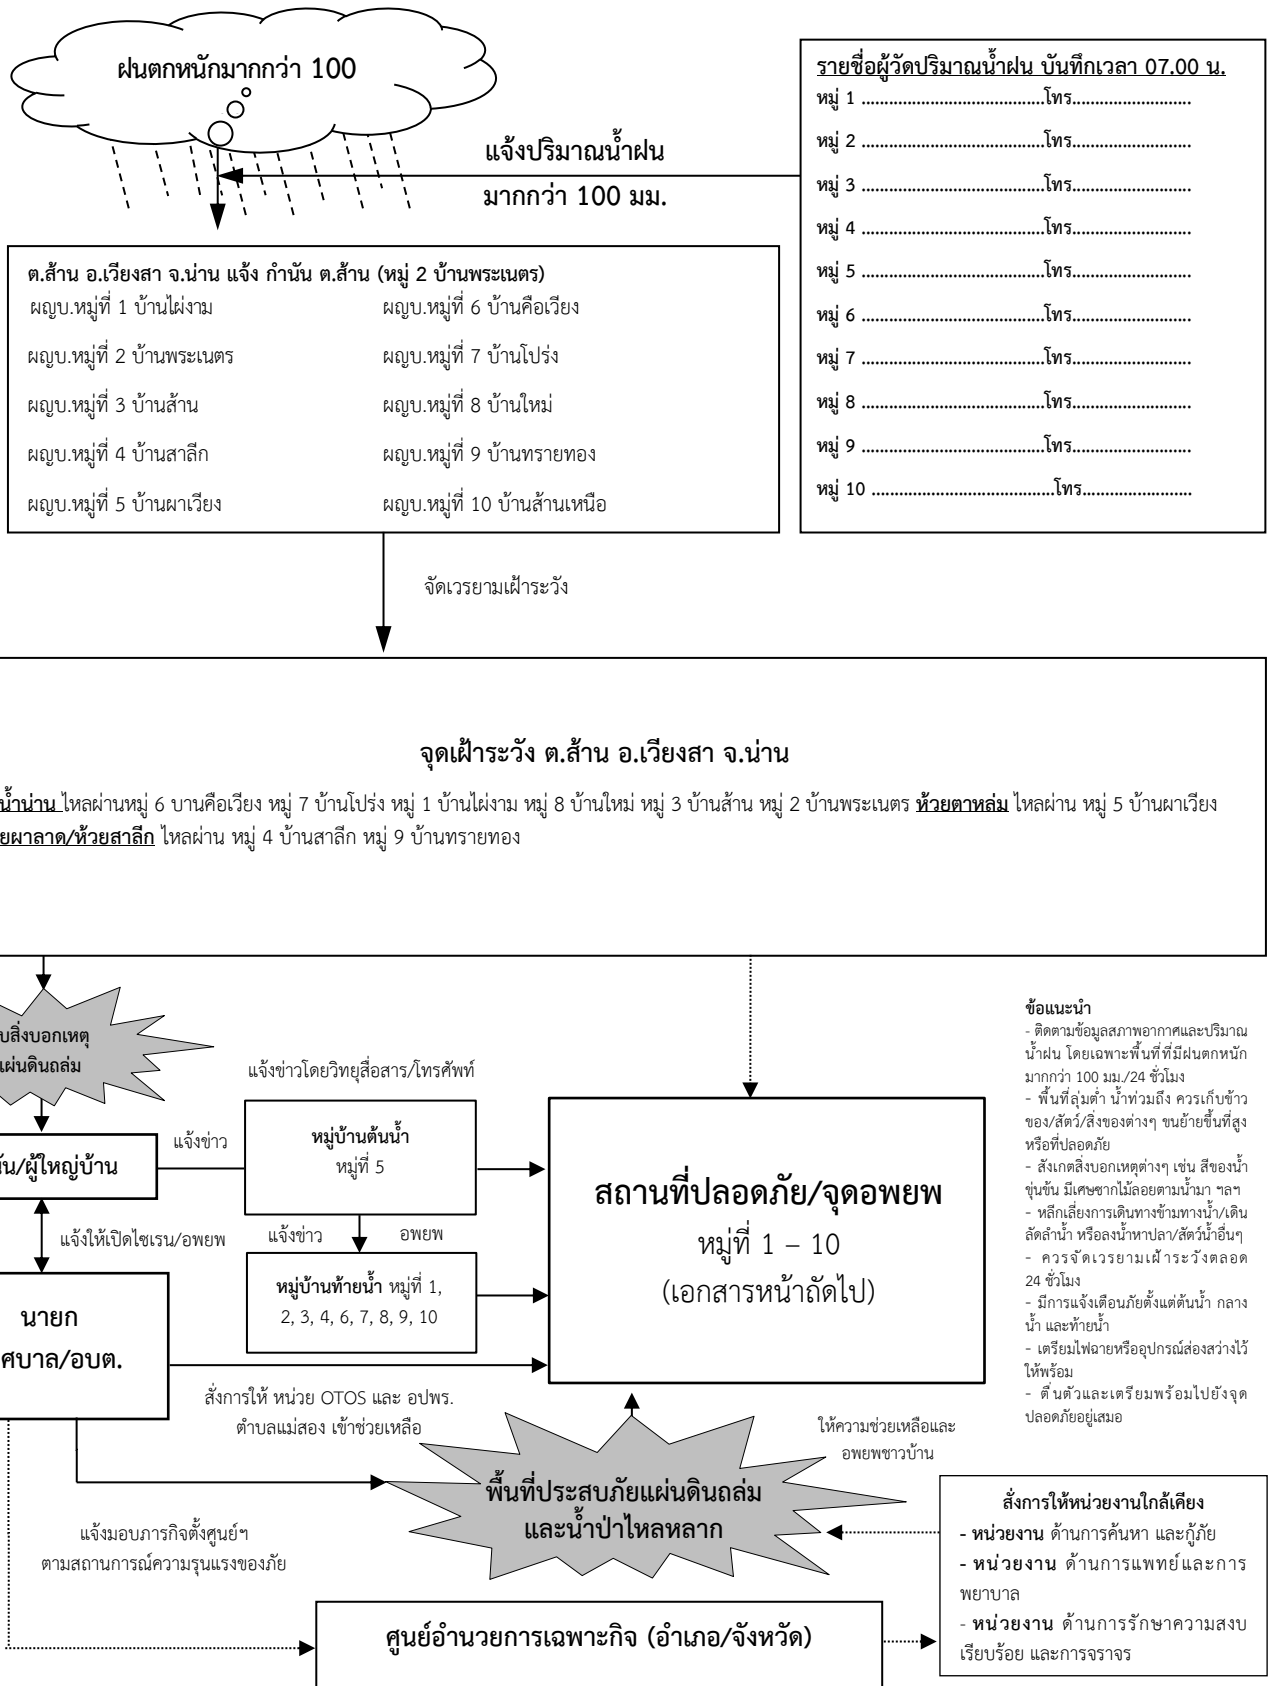 ฝนตกหนักมากกว่า 100
แจ้งปริมาณน้ำฝน
มากกว่า 100 มม.
รายชื่อผู้วัดปริมาณน้ำฝน บันทึกเวลา 07.00 น.
หมู่ 1 ........................................โทร..........................
หมู่ 2 ........................................โทร..........................
หมู่ 3 ........................................โทร..........................
หมู่ 4 ........................................โทร..........................
หมู่ 5 ........................................โทร..........................
หมู่ 6 ........................................โทร..........................
หมู่ 7 ........................................โทร..........................
หมู่ 8 ........................................โทร..........................
หมู่ 9 ........................................โทร..........................
หมู่ 10 ........................................โทร........................
ต.ส้าน อ.เวียงสา จ.น่าน แจ้ง กำนัน ต.ส้าน (หมู่ 2 บ้านพระเนตร)
ผญบ.หมู่ที่ 1 บ้านไผ่งาม ผญบ.หมู่ที่ 6 บ้านคือเวียง
ผญบ.หมู่ที่ 2 บ้านพระเนตร ผญบ.หมู่ที่ 7 บ้านโปร่ง
ผญบ.หมู่ที่ 3 บ้านส้าน ผญบ.หมู่ที่ 8 บ้านใหม่
ผญบ.หมู่ที่ 4 บ้านสาลีก ผญบ.หมู่ที่ 9 บ้านทรายทอง
ผญบ.หมู่ที่ 5 บ้านผาเวียง ผญบ.หมู่ที่ 10 บ้านส้านเหนือ
จัดเวรยามเฝ้าระวัง
จุดเฝ้าระวัง ต.ส้าน อ.เวียงสา จ.น่าน
น้ำน่าน ไหลผ่านหมู่ 6 บานคือเวียง หมู่ 7 บ้านโปร่ง หมู่ 1 บ้านไผ่งาม หมู่ 8 บ้านใหม่ หมู่ 3 บ้านส้าน หมู่ 2 บ้านพระเนตร ห้วยตาหล่ม ไหลผ่าน หมู่ 5 บ้านผาเวียง
ยผาลาด/ห้วยสาลีก ไหลผ่าน หมู่ 4 บ้านสาลีก หมู่ 9 บ้านทรายทอง
บสิ่งบอกเหตุ
แผ่นดินถล่ม
แจ้งข่าวโดยวิทยุสื่อสาร/โทรศัพท์
นัน/ผู้ใหญ่บ้าน
แจ้งข่าว
หมู่บ้านต้นน้ำ
หมู่ที่ 5
แจ้งให้เปิดไซเรน/อพยพ
แจ้งข่าว
อพยพ
หมู่บ้านท้ายน้ำ หมู่ที่ 1,
2, 3, 4, 6, 7, 8, 9, 10
นายก
ศบาล/อบต.
สถานที่ปลอดภัย/จุดอพยพ
หมู่ที่ 1 – 10
(เอกสารหน้าถัดไป)
ข้อแนะนำ
- ติดตามข้อมูลสภาพอากาศและปริมาณ
น้ำฝน โดยเฉพาะพื้นที่ที่มีฝนตกหนัก
มากกว่า 100 มม./24 ชั่วโมง
- พื้นที่ลุ่มต่ำ น้ำท่วมถึง ควรเก็บข้าว
ของ/สัตว์/สิ่งของต่างๆ ขนย้ายขึ้นที่สูง
หรือที่ปลอดภัย
- สังเกตสิ่งบอกเหตุต่างๆ เช่น สีของน้ำ
ขุ่นข้น มีเศษซากไม้ลอยตามน้ำมา ฯลฯ
- หลีกเลี่ยงการเดินทางข้ามทางน้ำ/เดิน
ลัดลำน้ำ หรือลงน้ำหาปลา/สัตว์น้ำอื่นๆ
- ควรจัดเวรยามเฝ้าระวังตลอด
24 ชั่วโมง
- มีการแจ้งเตือนภัยตั้งแต่ต้นน้ำ กลาง
น้ำ และท้ายน้ำ
- เตรียมไฟฉายหรืออุปกรณ์ส่องสว่างไว้
ให้พร้อม
- ตื่นตัวและเตรียมพร้อมไปยังจุด
ปลอดภัยอยู่เสมอ
สั่งการให้ หน่วย OTOS และ อปพร.
ตำบลแม่สอง เข้าช่วยเหลือ
ให้ความช่วยเหลือและ
อพยพชาวบ้าน
พื้นที่ประสบภัยแผ่นดินถล่ม
และน้ำป่าไหลหลาก
แจ้งมอบภารกิจตั้งศูนย์ฯ
ตามสถานการณ์ความรุนแรงของภัย
สั่งการให้หน่วยงานใกล้เคียง
- หน่วยงาน ด้านการค้นหา และกู้ภัย
- หน่วยงาน ด้านการแพทย์และการ
พยาบาล
- หน่วยงาน ด้านการรักษาความสงบ
เรียบร้อย และการจราจร
ศูนย์อำนวยการเฉพาะกิจ (อำเภอ/จังหวัด)